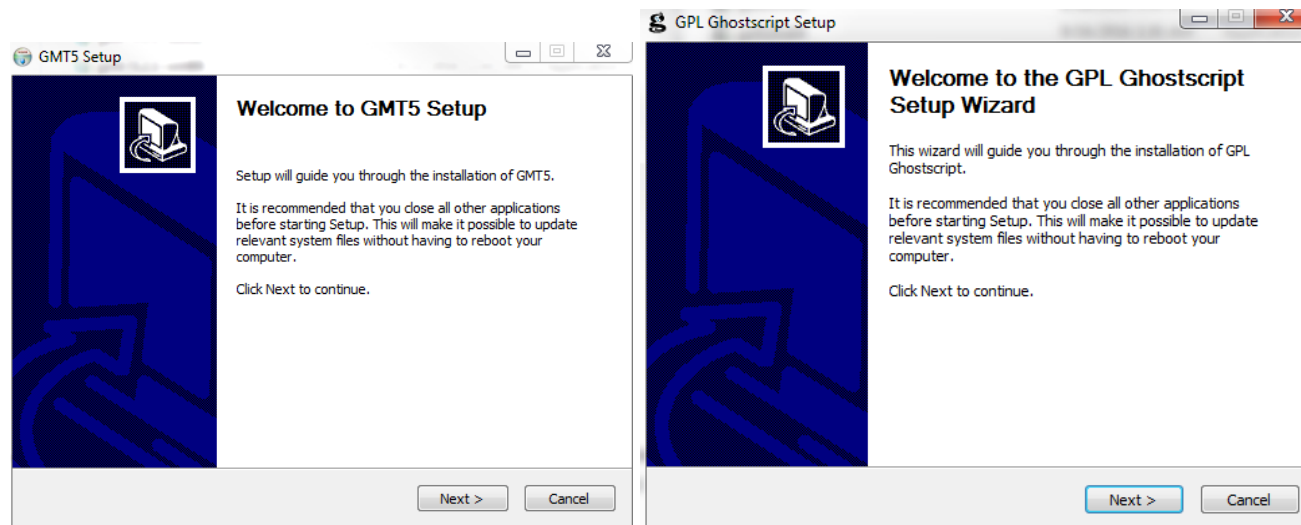 GMT5 Setup
Welcome to GMT5 Setup
Setup will guide you through the installation of GMT5.
It is recommended that you close all other applications
before starting Setup. This will make it possible to update
relevant system files without having to reboot your
computer.
Click Next to continue.
Next >
Cancel
GPL Ghostscript Setup
Welcome to the GPL Ghostscript
Setup Wizard
This wizard will guide you through the installation of GPL
Ghostscript.
It is recommended that you close all other applications
before starting Setup. This will make it possible to update
relevant system files without having to reboot your
computer.
Click Next to continue.
Next >
Cancel